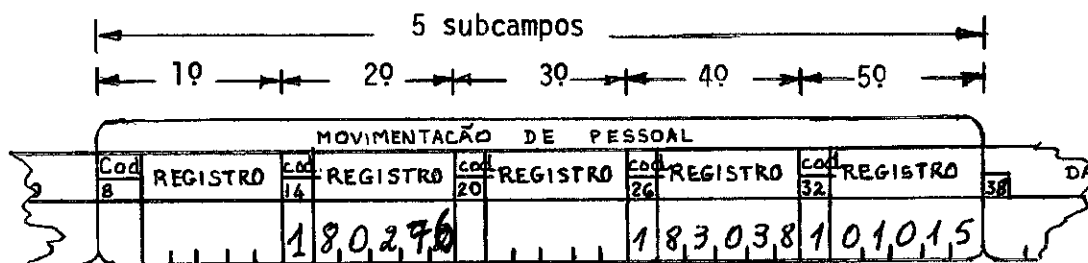 5 subcampos
1º 2º 3º 4º 5º
MOVIMENTAÇÃO DE PESSOAL
Cod REGISTRO cod REGISTRO cod REGISTRO cod REGISTRO cod REGISTRO DA
8 14 20 26 32 38
1 8 0 2 7 1 8 3 0 3 8 1 0 1 0 1 5